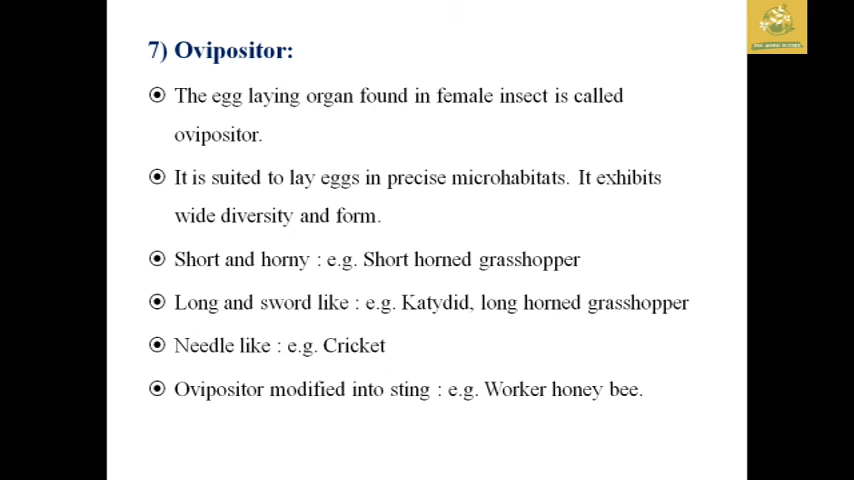 7) Ovipositor:
The egg laying organ found in female insect is called
ovipositor.
It is suited to lay eggs in precise microhabitats. It exhibits
wide diversity and form.
Short and horny : e.g. Short horned grasshopper
Long and sword like : e.g. Katydid, long horned grasshopper
Needle like : e.g. Cricket
Ovipositor modified into sting : e.g. Worker honey bee.